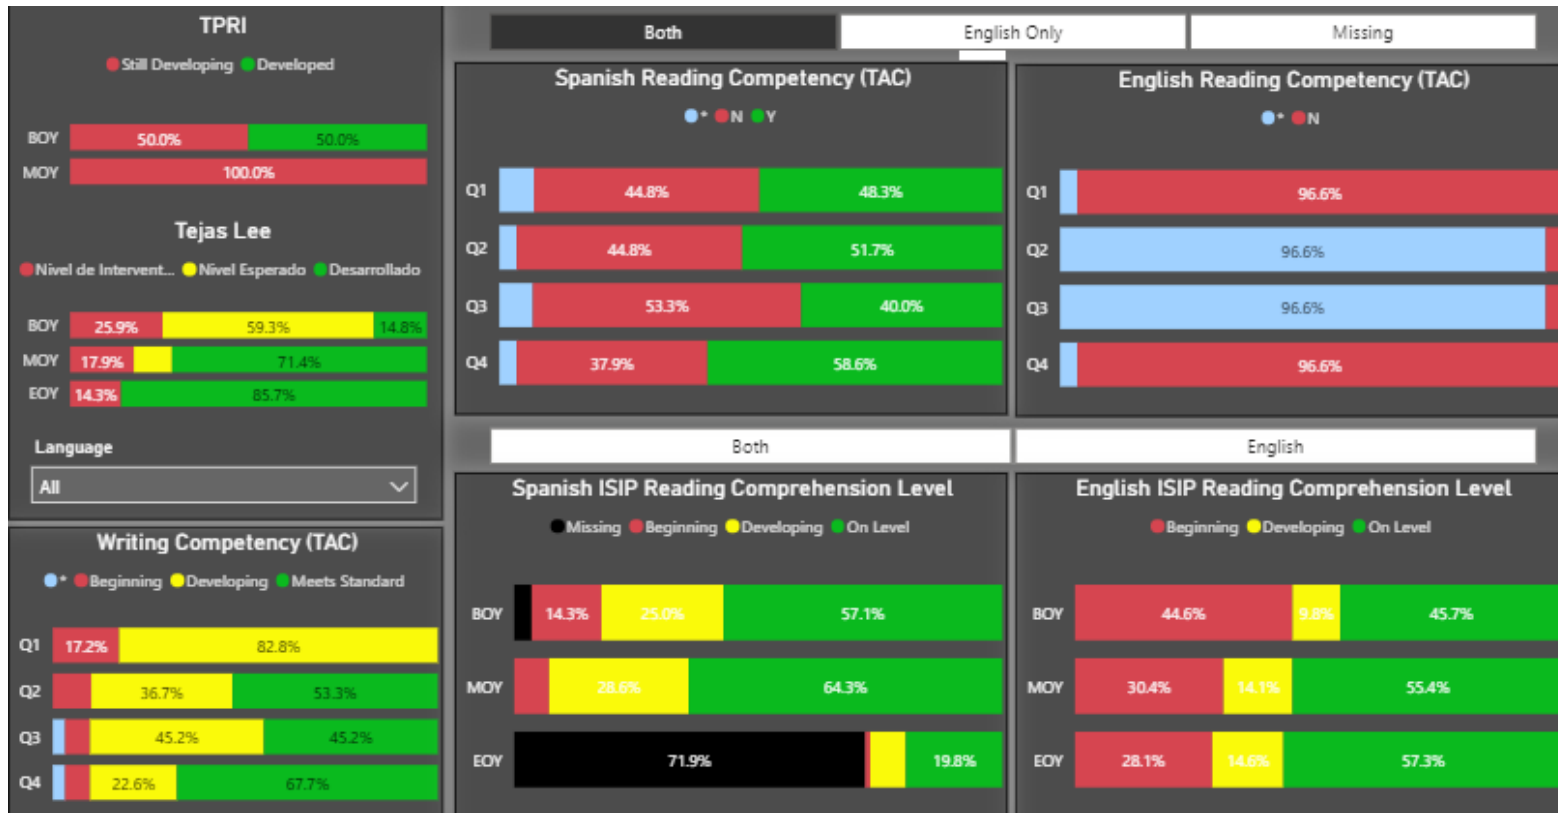 TPRI
Still Developing Developed
BOY 50.0% 50.0%
MOY 100.0%
Tejas Lee
Nivel de Intervent... Nivel Esperado Desarrollado
BOY 25.9% 59.3% 14.8%
MOY 17.9% 71.4%
EOY 14.3% 85.7%
Language
All
Writing Competency (TAC)
* Beginning Developing Meets Standard
Q1 17.2% 82.8%
Q2 36.7% 53.3%
Q3 45.2% 45.2%
Q4 22.6% 67.7%
Both English Only Missing
Spanish Reading Competency (TAC)
* N Y
Q1 44.8% 48.3%
Q2 44.8% 51.7%
Q3 53.3% 40.0%
Q4 37.9% 58.6%
English Reading Competency (TAC)
* N
Q1 96.6%
Q2 96.6%
Q3 96.6%
Q4 96.6%
Both English
Spanish ISIP Reading Comprehension Level
Missing Beginning Developing On Level
BOY 14.3% 25.0% 57.1%
MOY 28.6% 64.3%
EOY 71.9% 19.8%
English ISIP Reading Comprehension Level
Beginning Developing On Level
BOY 44.6% 9.8% 45.7%
MOY 30.4% 14.1% 55.4%
EOY 28.1% 14.6% 57.3%